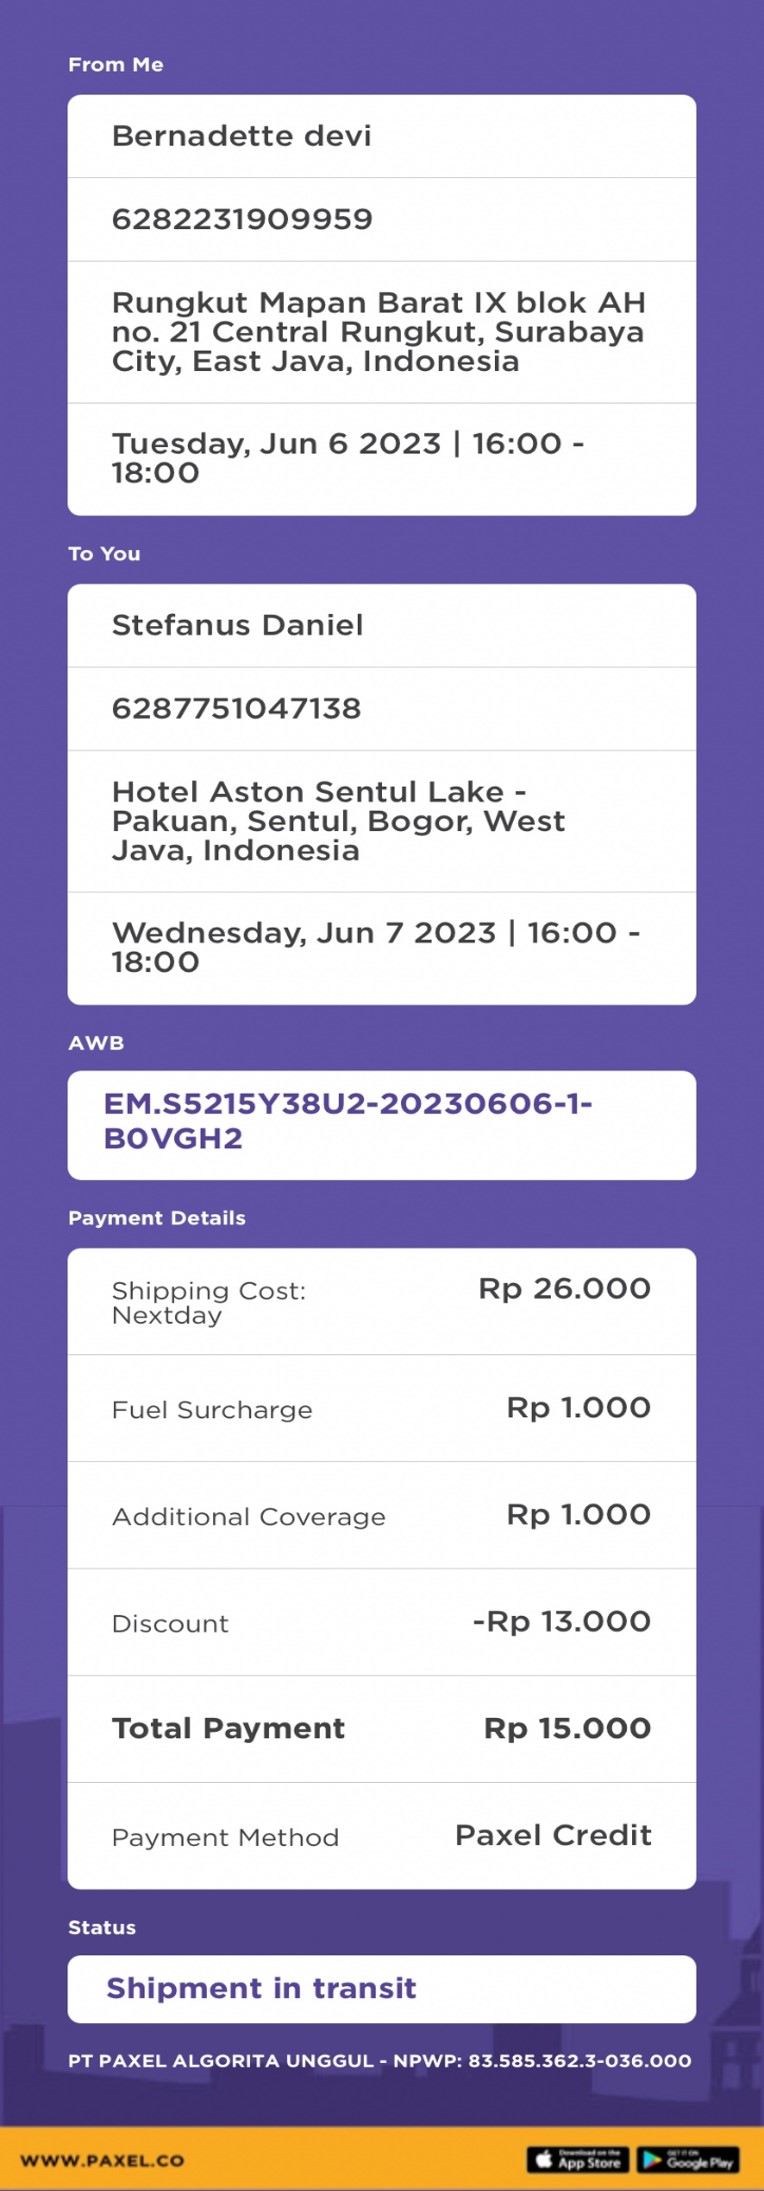 From Me
Bernadette devi
6282231909959
Rungkut Mapan Barat IX blok AH
no. 21 Central Rungkut, Surabaya
City, East Java, Indonesia
Tuesday, Jun 6 2023 | 16:00 -
18:00
To You
Stefanus Daniel
6287751047138
Hotel Aston Sentul Lake -
Pakuan, Sentul, Bogor, West
Java, Indonesia
Wednesday, Jun 7 2023 | 16:00 -
18:00
AWB
EM.S5215Y38U2-20230606-1-
B0VGH2
Payment Details
Shipping Cost: Rp 26.000
Nextday
Fuel Surcharge Rp 1.000
Additional Coverage Rp 1.000
Discount -Rp 13.000
Total Payment Rp 15.000
Payment Method Paxel Credit
Status
Shipment in transit
PT PAXEL ALGORITA UNGGUL - NPWP: 83.585.362.3-036.000
WWW.PAXEL.CO
Download on the
App Store
GET IT ON
Google Play